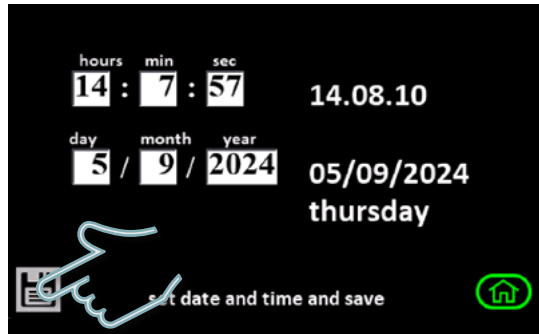 hours min sec
14 : 7 : 57
14.08.10
day month year
5 / 9 / 2024
05/09/2024
thursday
set date and time and save